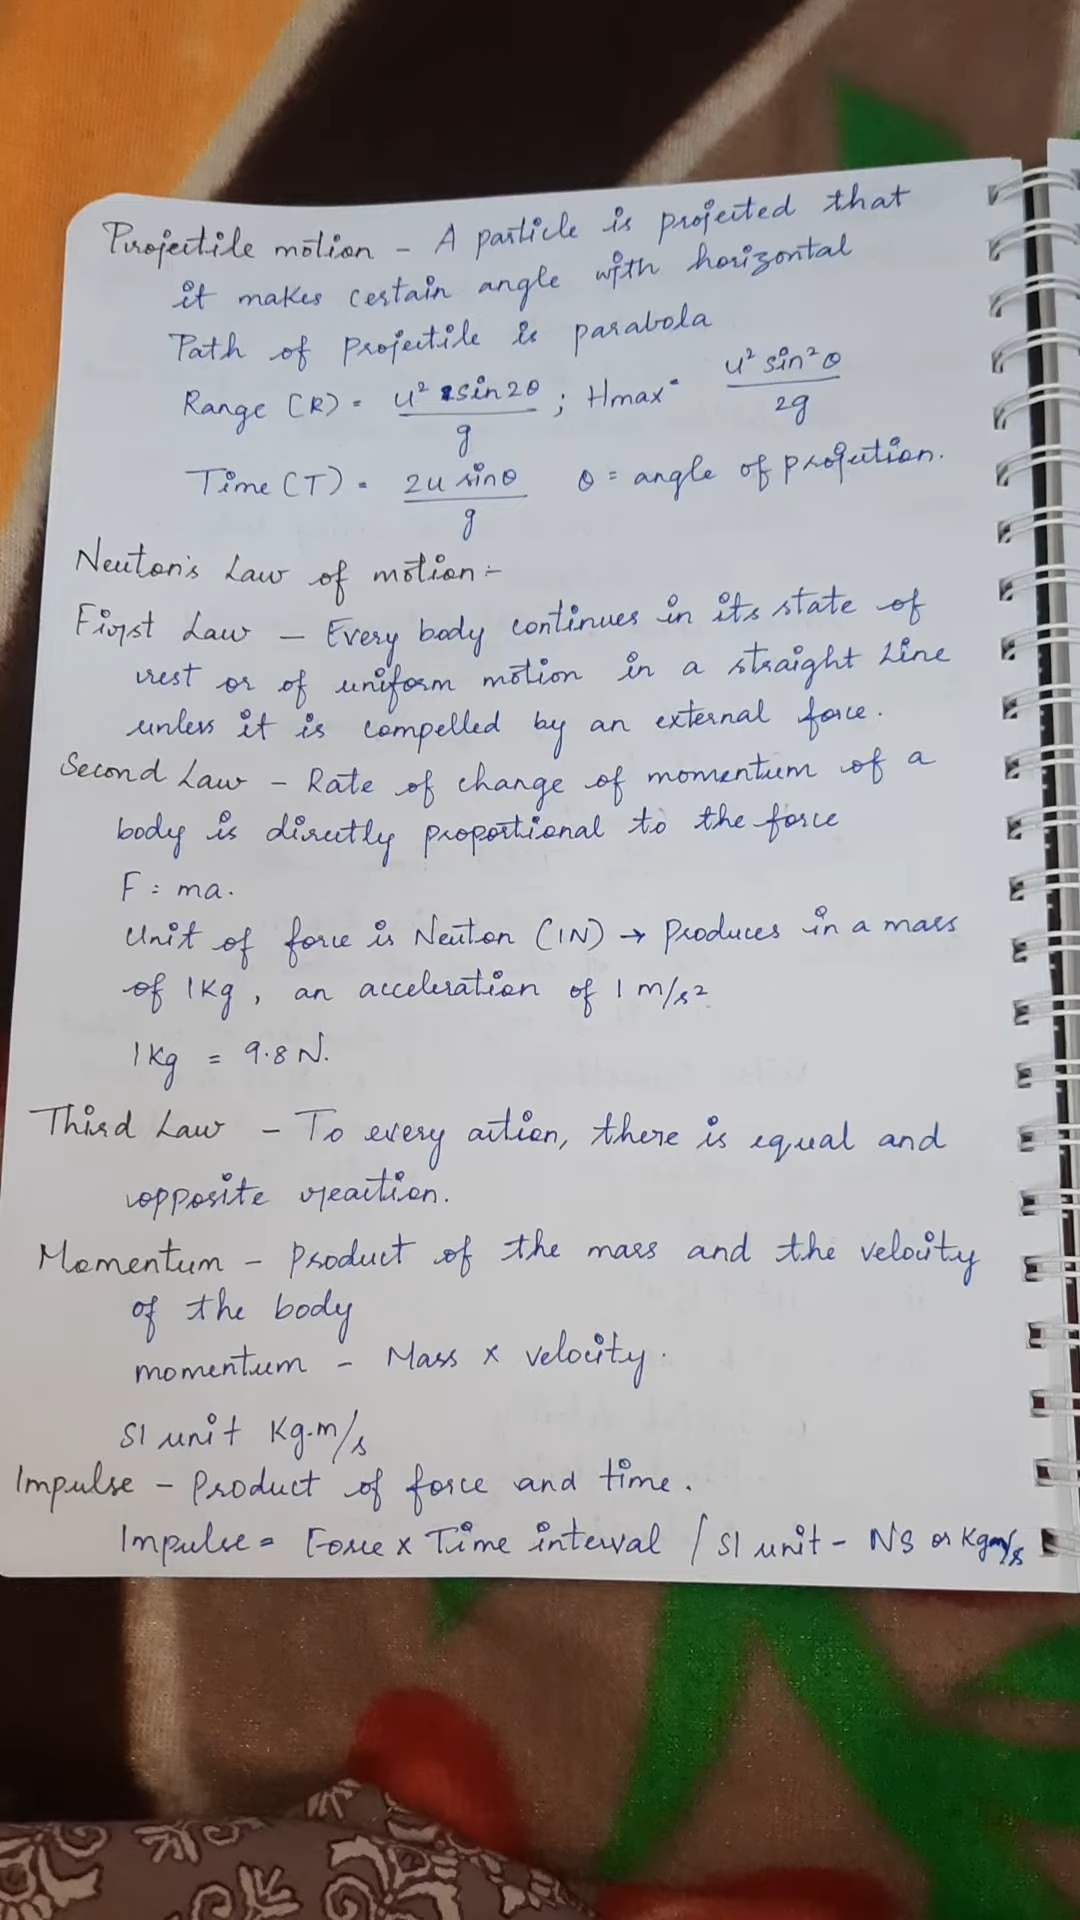 Projectile motion - A particle is projected that
it makes certain angle with horizontal
Path of projectile is parabola
Range (R) = u² sin2θ / g ; Hmax = u² sin²θ / 2g
Time (T) = 2u sinθ / g θ = angle of projection.
Newton's Law of motion :-
First Law - Every body continues in its state of
rest or of uniform motion in a straight line
unless it is compelled by an external force.
Second Law - Rate of change of momentum of a
body is directly proportional to the force
F = ma.
Unit of force is Neuton (1N) → Produces in a mass
of 1Kg, an acceleration of 1 m/s²
1Kg = 9.8 N.
Third Law - To every action, there is equal and
opposite reaction.
Momentum - Product of the mass and the velocity
of the body
momentum - Mass x velocity.
SI unit Kg.m/s
Impulse - Product of force and time.
Impulse = Force x Time interval / SI unit - NS or Kgm/s